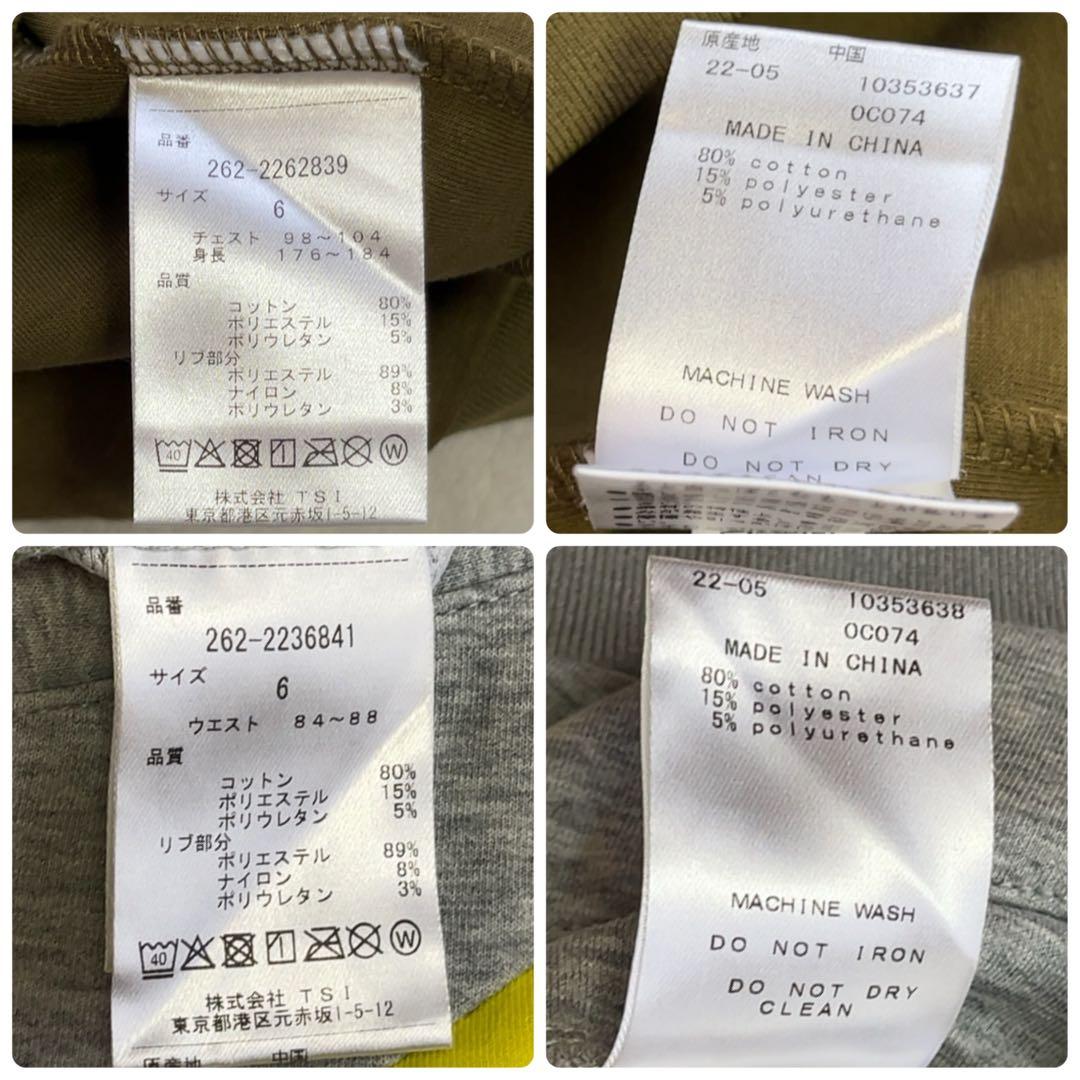 品番
262-2262839
サイズ
6
チェスト 98～104
身長 176～184
品質
コットン 80%
ポリエステル 15%
ポリウレタン 5%
リブ部分
ポリエステル 89%
ナイロン 8%
ポリウレタン 3%
40 W
株式会社 TSI
東京都港区元赤坂1-5-12
原産地 中国
22-05 10353637
0C074
MADE IN CHINA
80% cotton
15% polyester
5% polyurethane
MACHINE WASH
DO NOT IRON
DO NOT DRY
CLEAN
品番
262-2236841
サイズ
6
ウエスト 84～88
品質
コットン 80%
ポリエステル 15%
ポリウレタン 5%
リブ部分
ポリエステル 89%
ナイロン 8%
ポリウレタン 3%
40 W
株式会社 TSI
東京都港区元赤坂1-5-12
原産地 中国
22-05 10353638
0C074
MADE IN CHINA
80% cotton
15% polyester
5% polyurethane
MACHINE WASH
DO NOT IRON
DO NOT DRY
CLEAN